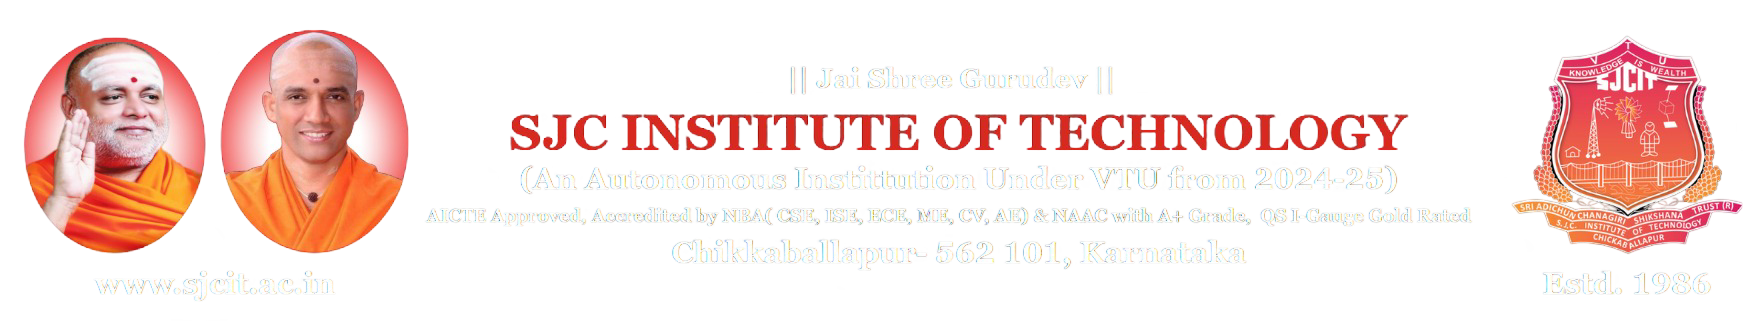 || Jai Shree Gurudev ||
SJC INSTITUTE OF TECHNOLOGY
(An Autonomous Instittution Under VTU from 2024-25)
AICTE Approved, Accredited by NBA( CSE, ISE, ECE, ME, CV, AE) & NAAC with A+ Grade, QS I-Gauge Gold Rated
Chikkaballapur- 562 101, Karnataka
www.sjcit.ac.in
V T U
KNOWLEDGE IS WEALTH
SJCIT
SRI ADICHUNCHANAGIRI SHIKSHANA TRUST (R)
S.J.C. INSTITUTE OF TECHNOLOGY
CHICKABALLAPUR
Estd. 1986